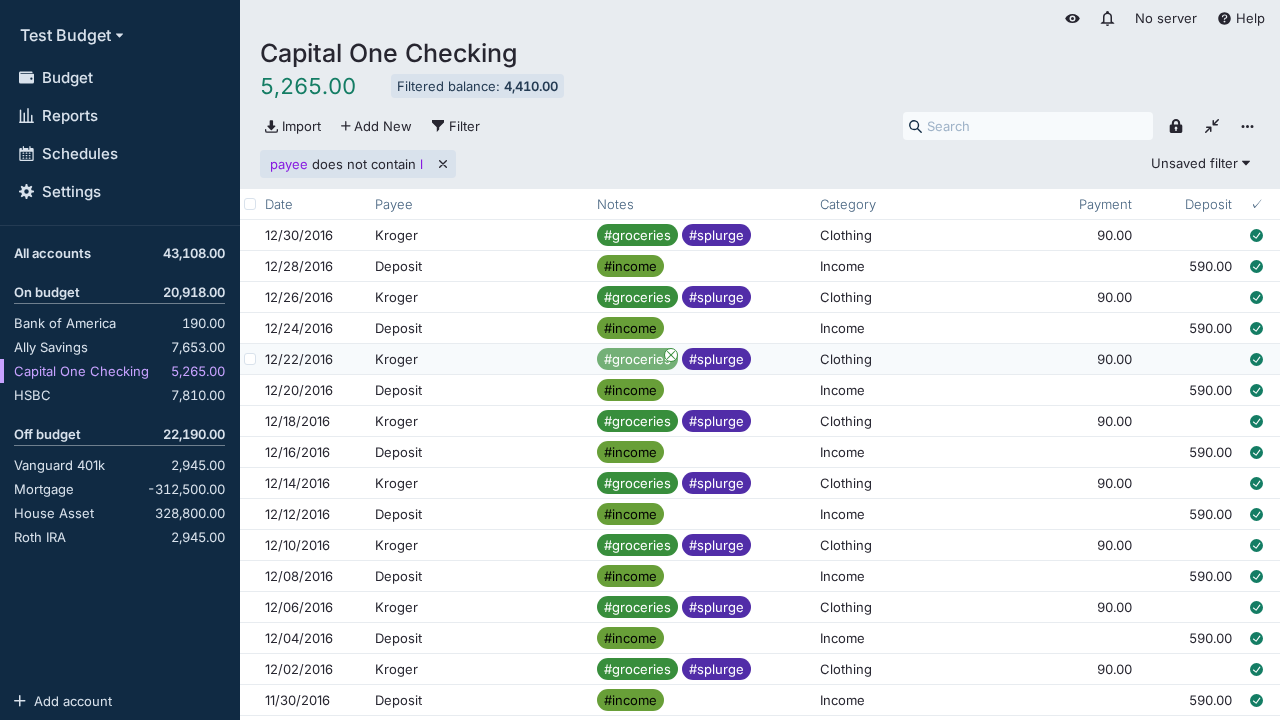 Test Budget
Budget
Reports
Schedules
Settings
All accounts 43,108.00
On budget 20,918.00
Bank of America 190.00
Ally Savings 7,653.00
Capital One Checking 5,265.00
HSBC 7,810.00
Off budget 22,190.00
Vanguard 401k 2,945.00
Mortgage -312,500.00
House Asset 328,800.00
Roth IRA 2,945.00
Add account
No server Help
Capital One Checking
5,265.00 Filtered balance: 4,410.00
Import Add New Filter Search
payee does not contain l Unsaved filter
Date Payee Notes Category Payment Deposit
12/30/2016 Kroger #groceries #splurge Clothing 90.00
12/28/2016 Deposit #income Income 590.00
12/26/2016 Kroger #groceries #splurge Clothing 90.00
12/24/2016 Deposit #income Income 590.00
12/22/2016 Kroger #groceries #splurge Clothing 90.00
12/20/2016 Deposit #income Income 590.00
12/18/2016 Kroger #groceries #splurge Clothing 90.00
12/16/2016 Deposit #income Income 590.00
12/14/2016 Kroger #groceries #splurge Clothing 90.00
12/12/2016 Deposit #income Income 590.00
12/10/2016 Kroger #groceries #splurge Clothing 90.00
12/08/2016 Deposit #income Income 590.00
12/06/2016 Kroger #groceries #splurge Clothing 90.00
12/04/2016 Deposit #income Income 590.00
12/02/2016 Kroger #groceries #splurge Clothing 90.00
11/30/2016 Deposit #income Income 590.00